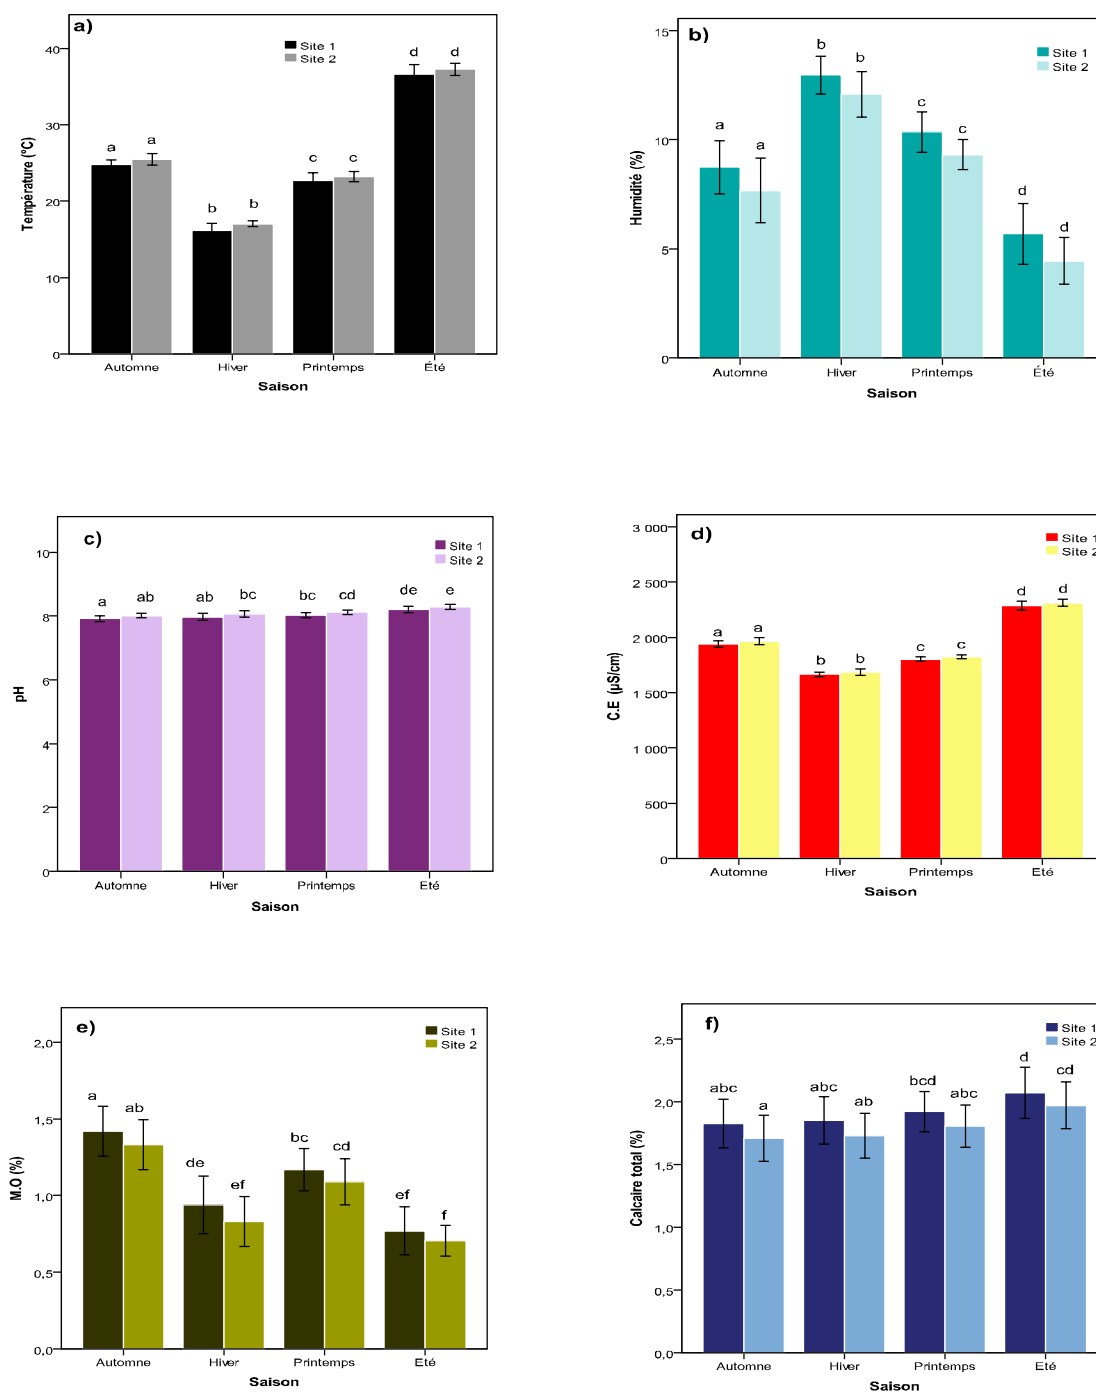 a)
Site 1
Site 2
Température (ºC)
40
30
20
10
0
a a b b c c d d
Automne Hiver Printemps Été
Saison
b)
Site 1
Site 2
Humidité (%)
15
10
5
0
a a b b c c d d
Automne Hiver Printemps Été
Saison
c)
Site 1
Site 2
pH
10
8
6
4
2
0
a ab ab bc bc cd de e
Automne Hiver Printemps Eté
Saison
d)
Site 1
Site 2
C.E (µS/cm)
3 000
2 500
2 000
1 500
1 000
500
0
a a b b c c d d
Automne Hiver Printemps Eté
Saison
e)
Site 1
Site 2
M.O (%)
2,0
1,5
1,0
0,5
0,0
a ab de ef bc cd ef f
Automne Hiver Printemps Eté
Saison
f)
Site 1
Site 2
Calcaire total (%)
2,5
2,0
1,5
1,0
0,5
0,0
abc a abc ab bcd abc d cd
Automne Hiver Printemps Eté
Saison